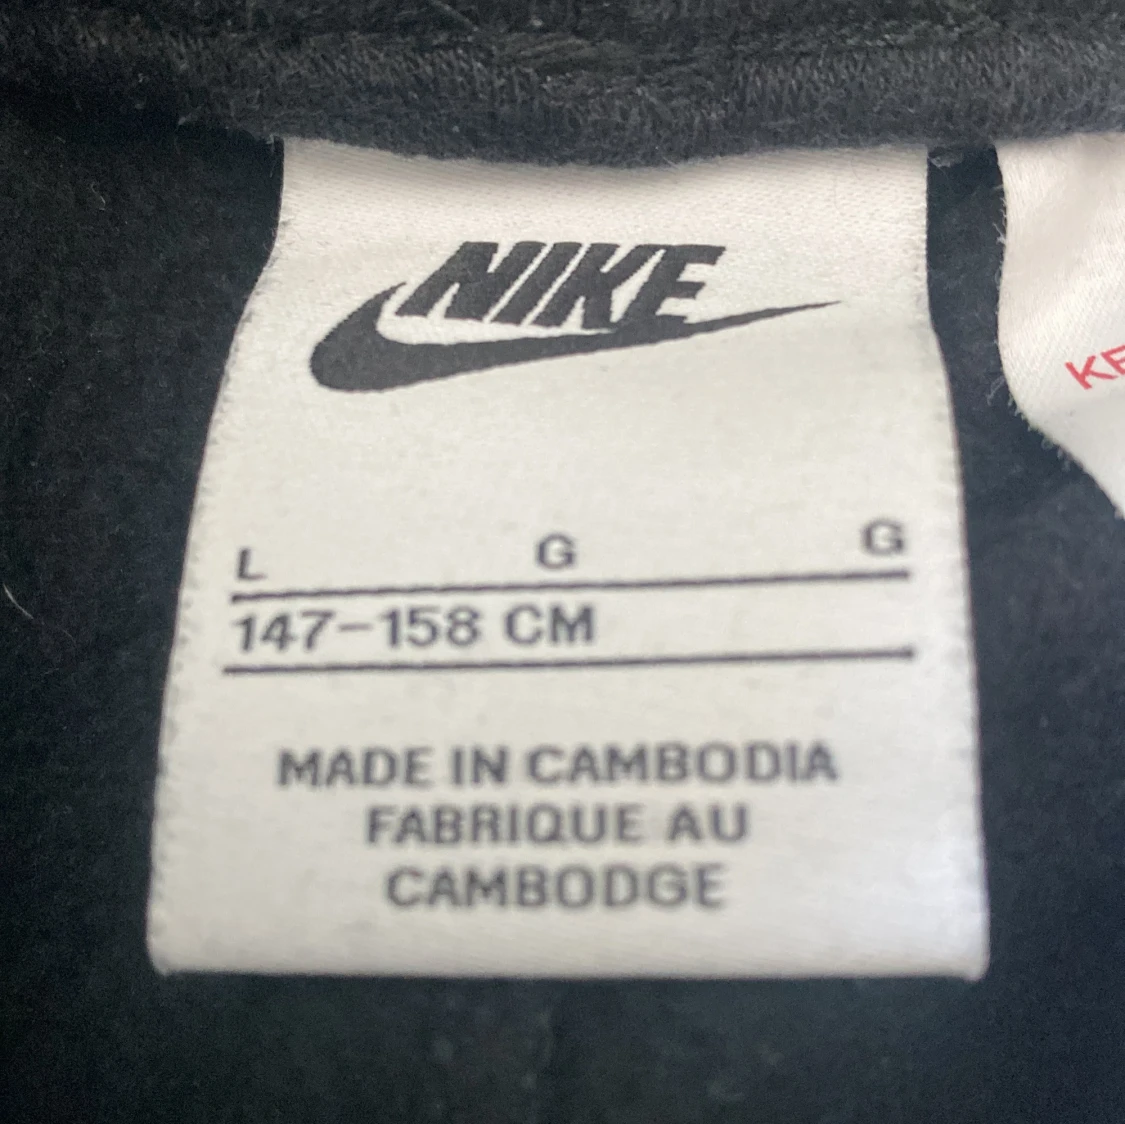 NIKE
L G G
147-158 CM
MADE IN CAMBODIA
FABRIQUE AU
CAMBODGE